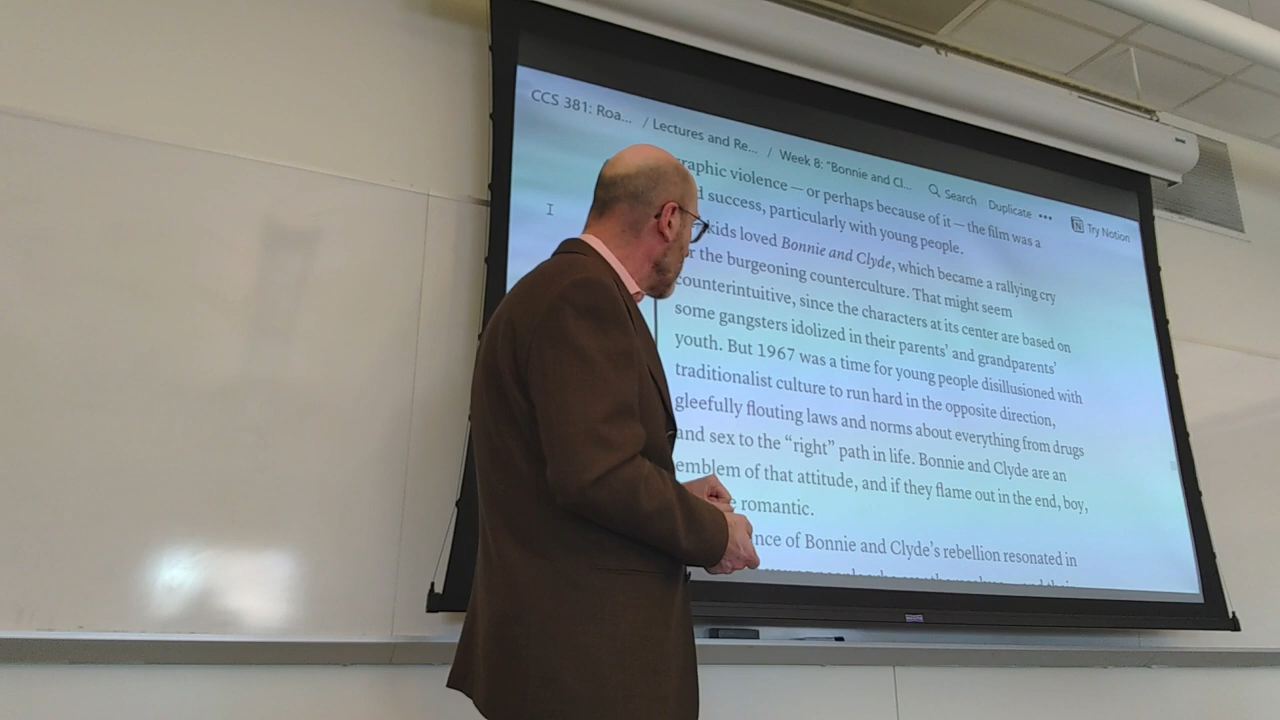 CCS 381: Roa... / Lectures and Re... / Week 8: "Bonnie and Cl... Search Duplicate ••• Try Notion
raphic violence — or perhaps because of it — the film was a
success, particularly with young people.
kids loved Bonnie and Clyde, which became a rallying cry
the burgeoning counterculture. That might seem
counterintuitive, since the characters at its center are based on
some gangsters idolized in their parents' and grandparents'
youth. But 1967 was a time for young people disillusioned with
traditionalist culture to run hard in the opposite direction,
gleefully flouting laws and norms about everything from drugs
and sex to the “right” path in life. Bonnie and Clyde are an
emblem of that attitude, and if they flame out in the end, boy,
romantic.
nce of Bonnie and Clyde's rebellion resonated in